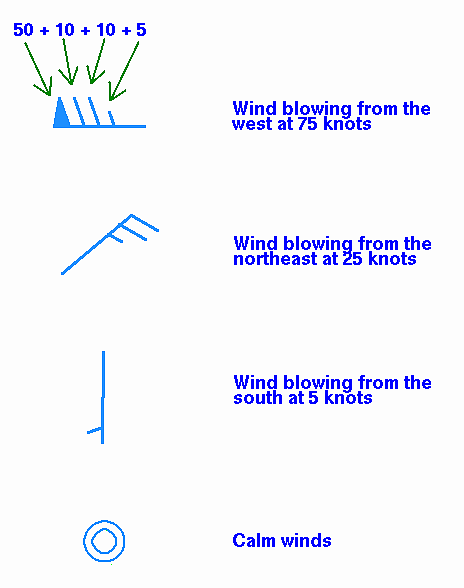 50 + 10 + 10 + 5
Wind blowing from the
west at 75 knots
Wind blowing from the
northeast at 25 knots
Wind blowing from the
south at 5 knots
Calm winds